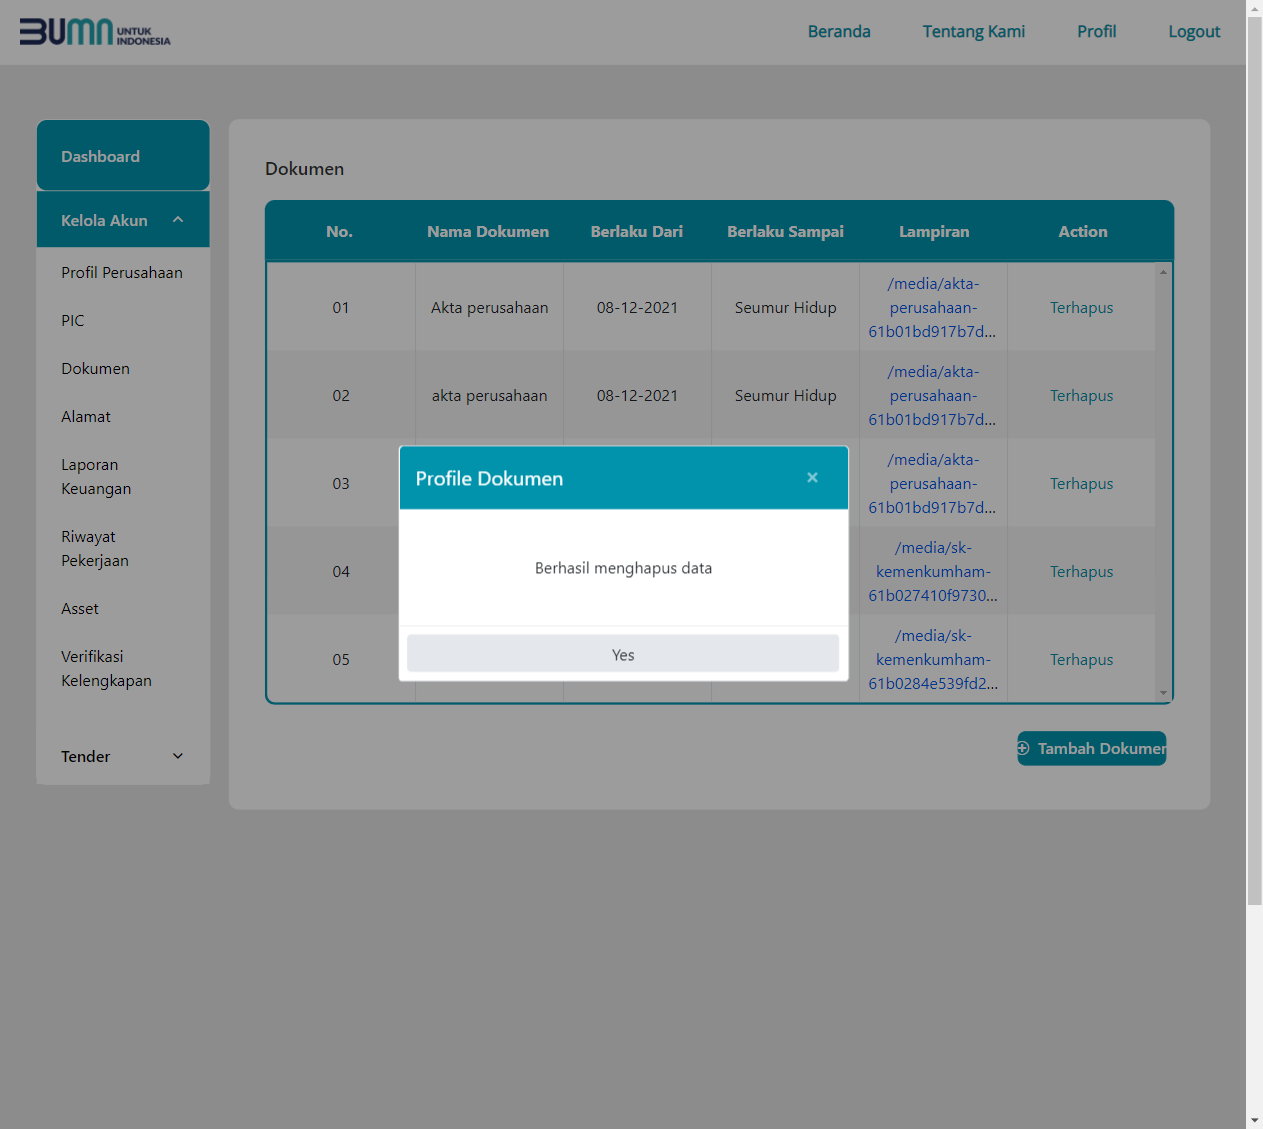 BUMN UNTUK INDONESIA
Beranda Tentang Kami Profil Logout
Dashboard
Kelola Akun
Profil Perusahaan
PIC
Dokumen
Alamat
Laporan
Keuangan
Riwayat
Pekerjaan
Asset
Verifikasi
Kelengkapan
Tender
Dokumen
No. Nama Dokumen Berlaku Dari Berlaku Sampai Lampiran Action
01 Akta perusahaan 08-12-2021 Seumur Hidup /media/akta-perusahaan-61b01bd917b7d... Terhapus
02 akta perusahaan 08-12-2021 Seumur Hidup /media/akta-perusahaan-61b01bd917b7d... Terhapus
03 /media/akta-perusahaan-61b01bd917b7d... Terhapus
04 /media/sk-kemenkumham-61b027410f9730... Terhapus
05 /media/sk-kemenkumham-61b0284e539fd2... Terhapus
Tambah Dokumen
Profile Dokumen ×
Berhasil menghapus data
Yes